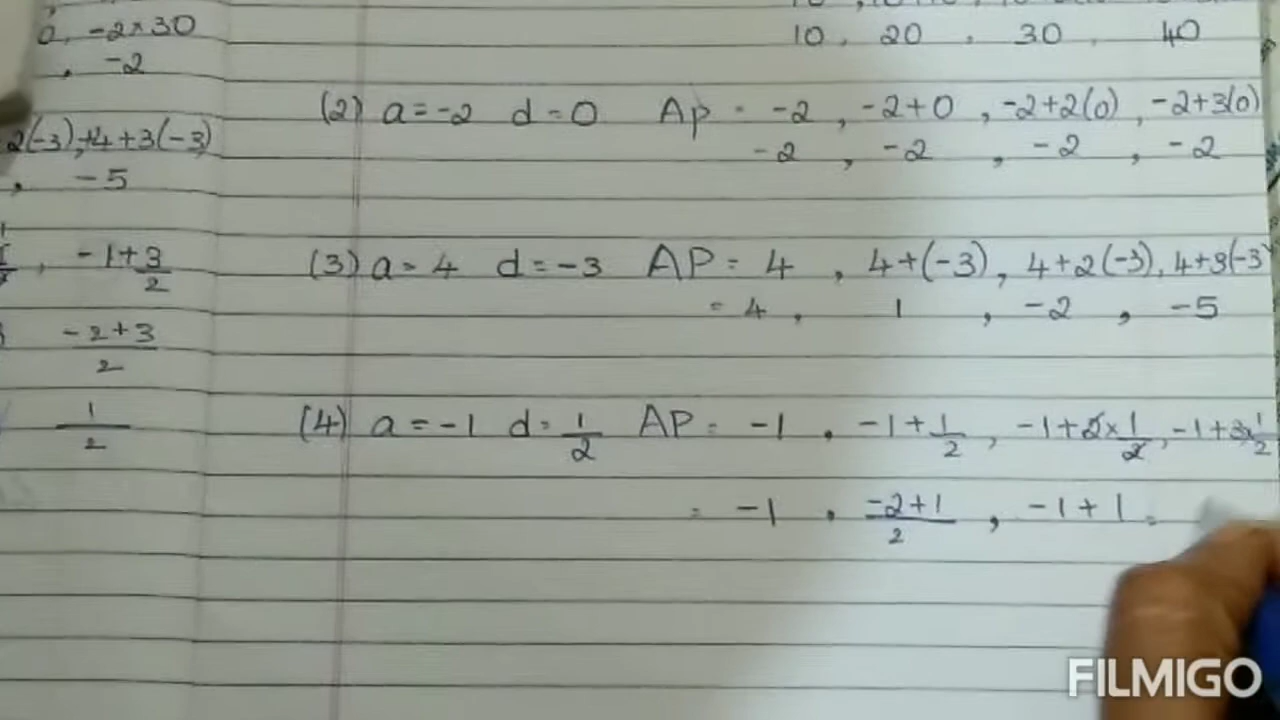 -2×30
10 , 20 , 30 , 40
, -2
(2) a=-2 d=0 Ap = -2 , -2+0 , -2+2(0) , -2+3(0)
-2 , -2 , -2 , -2
2(-3),+4+3(-3)
, -5
-1+3/2
(3) a=4 d=-3 AP = 4 , 4+(-3), 4+2(-3), 4+3(-3
= 4 , 1 , -2 , -5
-2+3/2
1/2
(4) a=-1 d=1/2 AP = -1 , -1+1/2 , -1+2×1/2 , -1+3×1/2
= -1 , -2+1/2 , -1+1 ,
FILMIGO